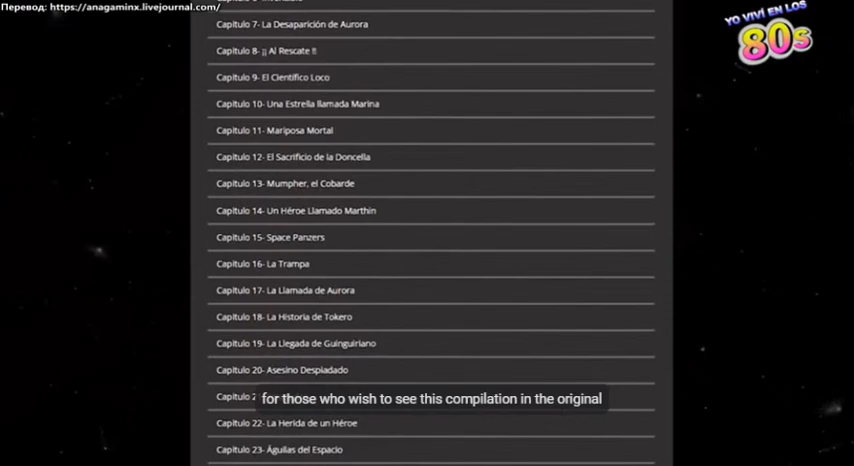 Перевод: https://anagaminx.livejournal.com/
YO VIVÍ EN LOS
80s
Capitulo 7- La Desaparición de Aurora
Capitulo 8- ¡¡ Al Rescate !!
Capitulo 9- El Científico Loco
Capitulo 10- Una Estrella llamada Marina
Capitulo 11- Mariposa Mortal
Capitulo 12- El Sacrificio de la Doncella
Capitulo 13- Mumpher, el Cobarde
Capitulo 14- Un Héroe Llamado Marthin
Capitulo 15- Space Panzers
Capitulo 16- La Trampa
Capitulo 17- La Llamada de Aurora
Capitulo 18- La Historia de Tokero
Capitulo 19- La Llegada de Guinguiriano
Capitulo 20- Asesino Despiadado
Capitulo 2
for those who wish to see this compilation in the original
Capitulo 22- La Herida de un Héroe
Capitulo 23- Águilas del Espacio